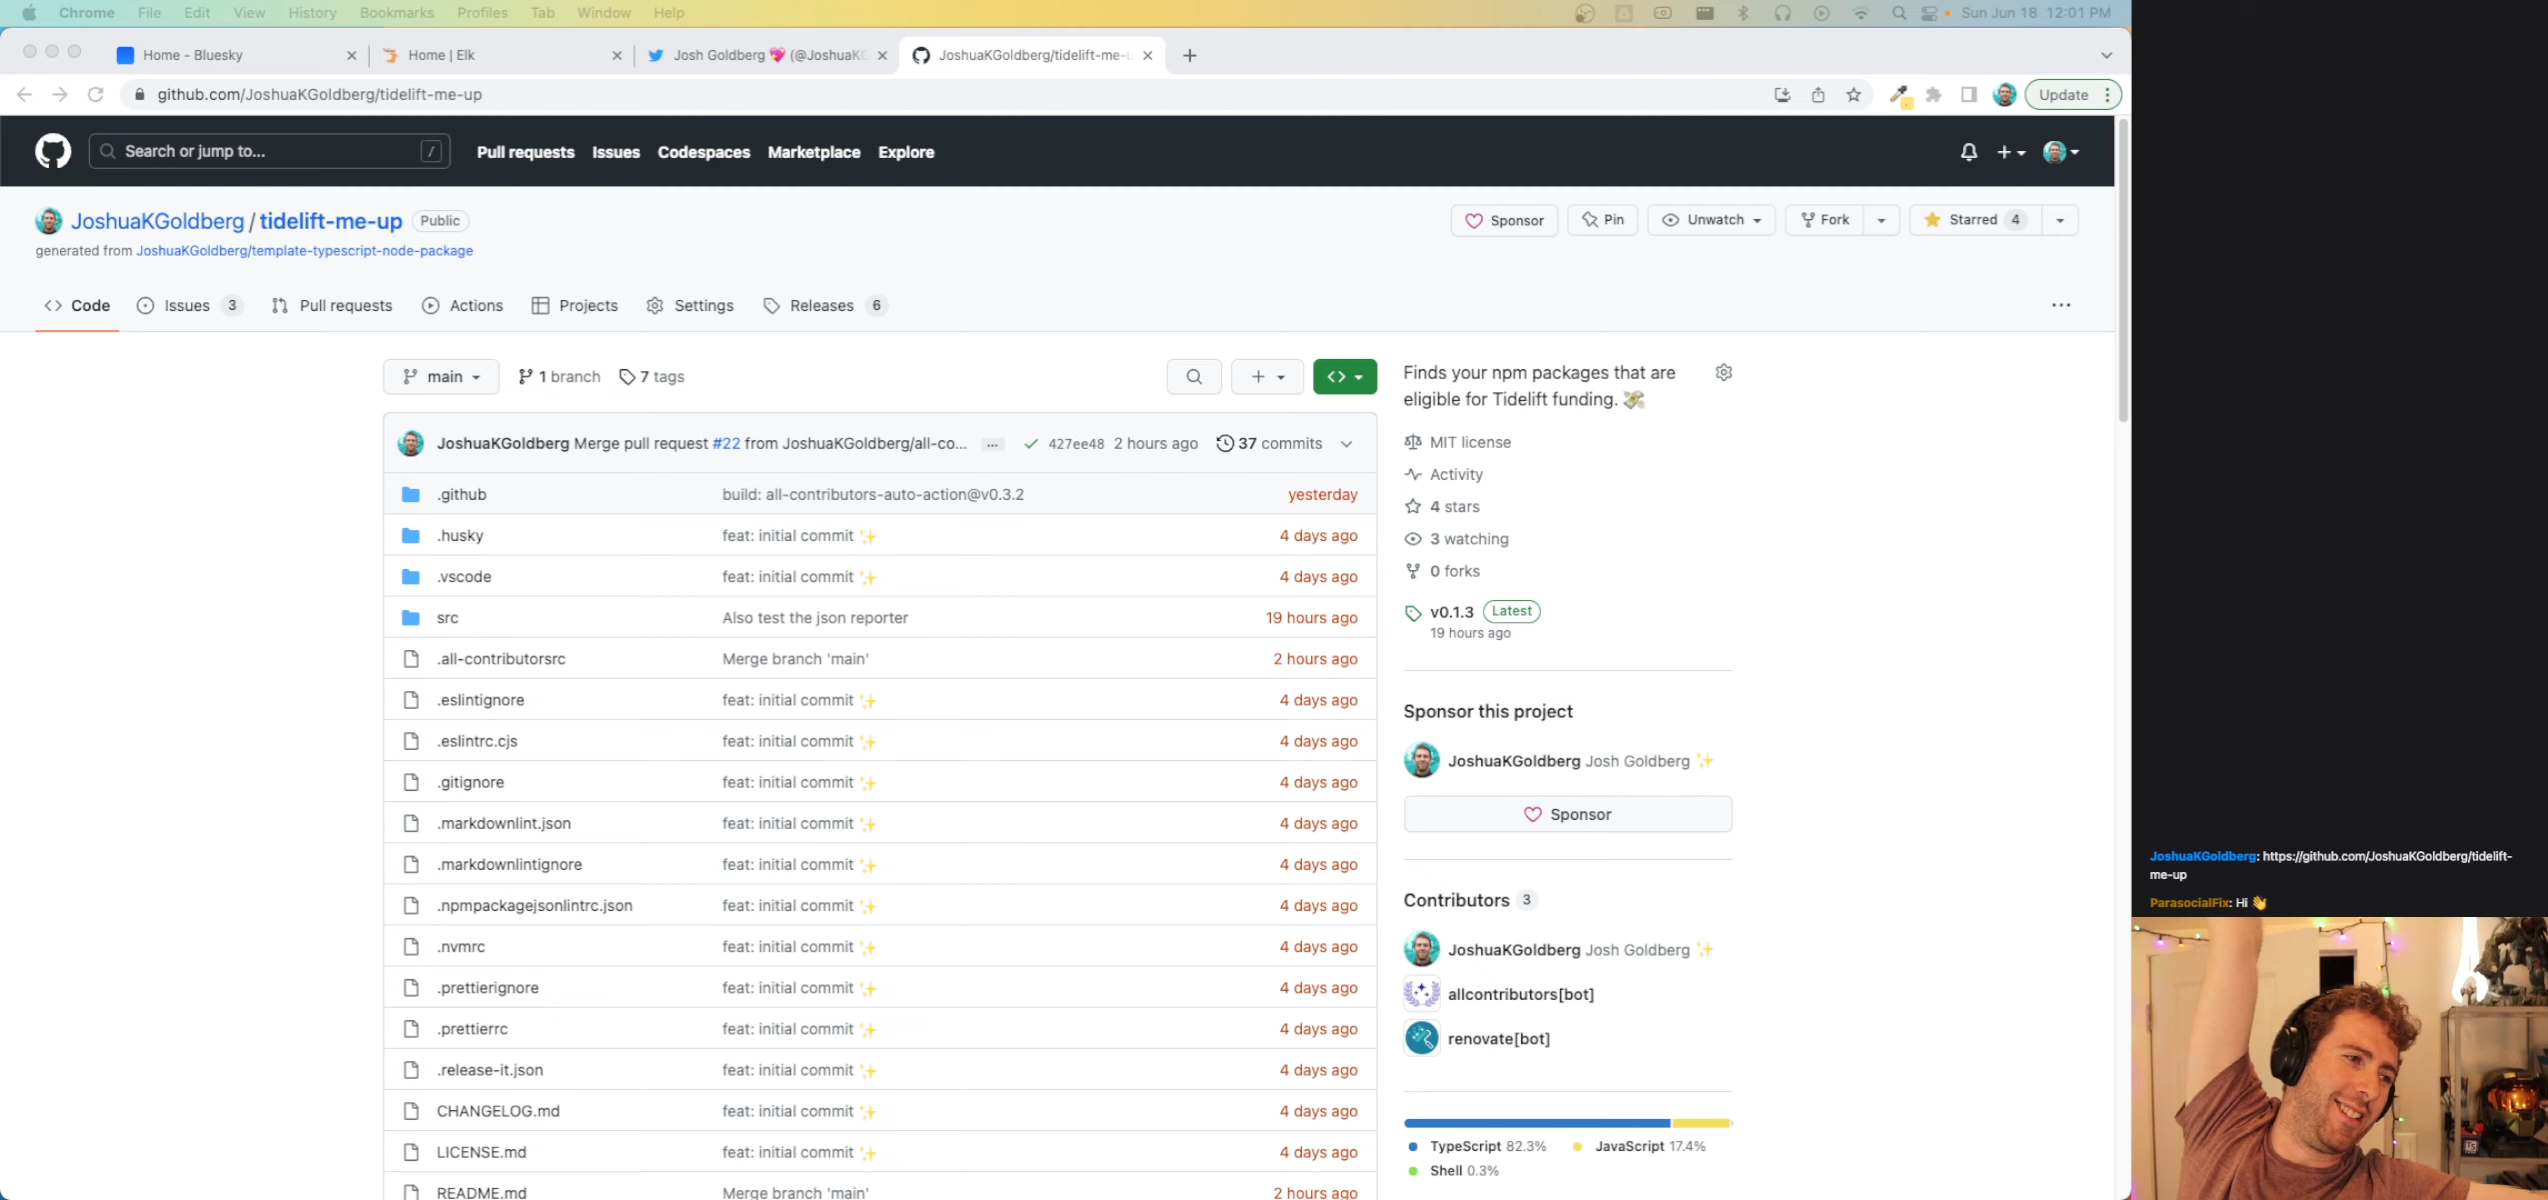 Chrome File Edit View History Bookmarks Profiles Tab Window Help
Sun Jun 18 12:01 PM
Home - Bluesky
Home | Elk
Josh Goldberg 💖 (@JoshuaKG
JoshuaKGoldberg/tidelift-me-u
github.com/JoshuaKGoldberg/tidelift-me-up
Update
Search or jump to... /
Pull requests Issues Codespaces Marketplace Explore
JoshuaKGoldberg / tidelift-me-up Public
generated from JoshuaKGoldberg/template-typescript-node-package
Sponsor Pin Unwatch Fork Starred 4
Code Issues 3 Pull requests Actions Projects Settings Releases 6
main 1 branch 7 tags
JoshuaKGoldberg Merge pull request #22 from JoshuaKGoldberg/all-co... ... 427ee48 2 hours ago 37 commits
.github build: all-contributors-auto-action@v0.3.2 yesterday
.husky feat: initial commit ✨ 4 days ago
.vscode feat: initial commit ✨ 4 days ago
src Also test the json reporter 19 hours ago
.all-contributorsrc Merge branch 'main' 2 hours ago
.eslintignore feat: initial commit ✨ 4 days ago
.eslintrc.cjs feat: initial commit ✨ 4 days ago
.gitignore feat: initial commit ✨ 4 days ago
.markdownlint.json feat: initial commit ✨ 4 days ago
.markdownlintignore feat: initial commit ✨ 4 days ago
.npmpackagejsonlintrc.json feat: initial commit ✨ 4 days ago
.nvmrc feat: initial commit ✨ 4 days ago
.prettierignore feat: initial commit ✨ 4 days ago
.prettierrc feat: initial commit ✨ 4 days ago
.release-it.json feat: initial commit ✨ 4 days ago
CHANGELOG.md feat: initial commit ✨ 4 days ago
LICENSE.md feat: initial commit ✨ 4 days ago
README.md Merge branch 'main' 2 hours ago
Finds your npm packages that are
eligible for Tidelift funding. 💸
MIT license
Activity
4 stars
3 watching
0 forks
v0.1.3 Latest
19 hours ago
Sponsor this project
JoshuaKGoldberg Josh Goldberg ✨
Sponsor
Contributors 3
JoshuaKGoldberg Josh Goldberg ✨
allcontributors[bot]
renovate[bot]
TypeScript 82.3% JavaScript 17.4%
Shell 0.3%
JoshuaKGoldberg: https://github.com/JoshuaKGoldberg/tidelift-
me-up
ParasocialFix: Hi 👋
TS